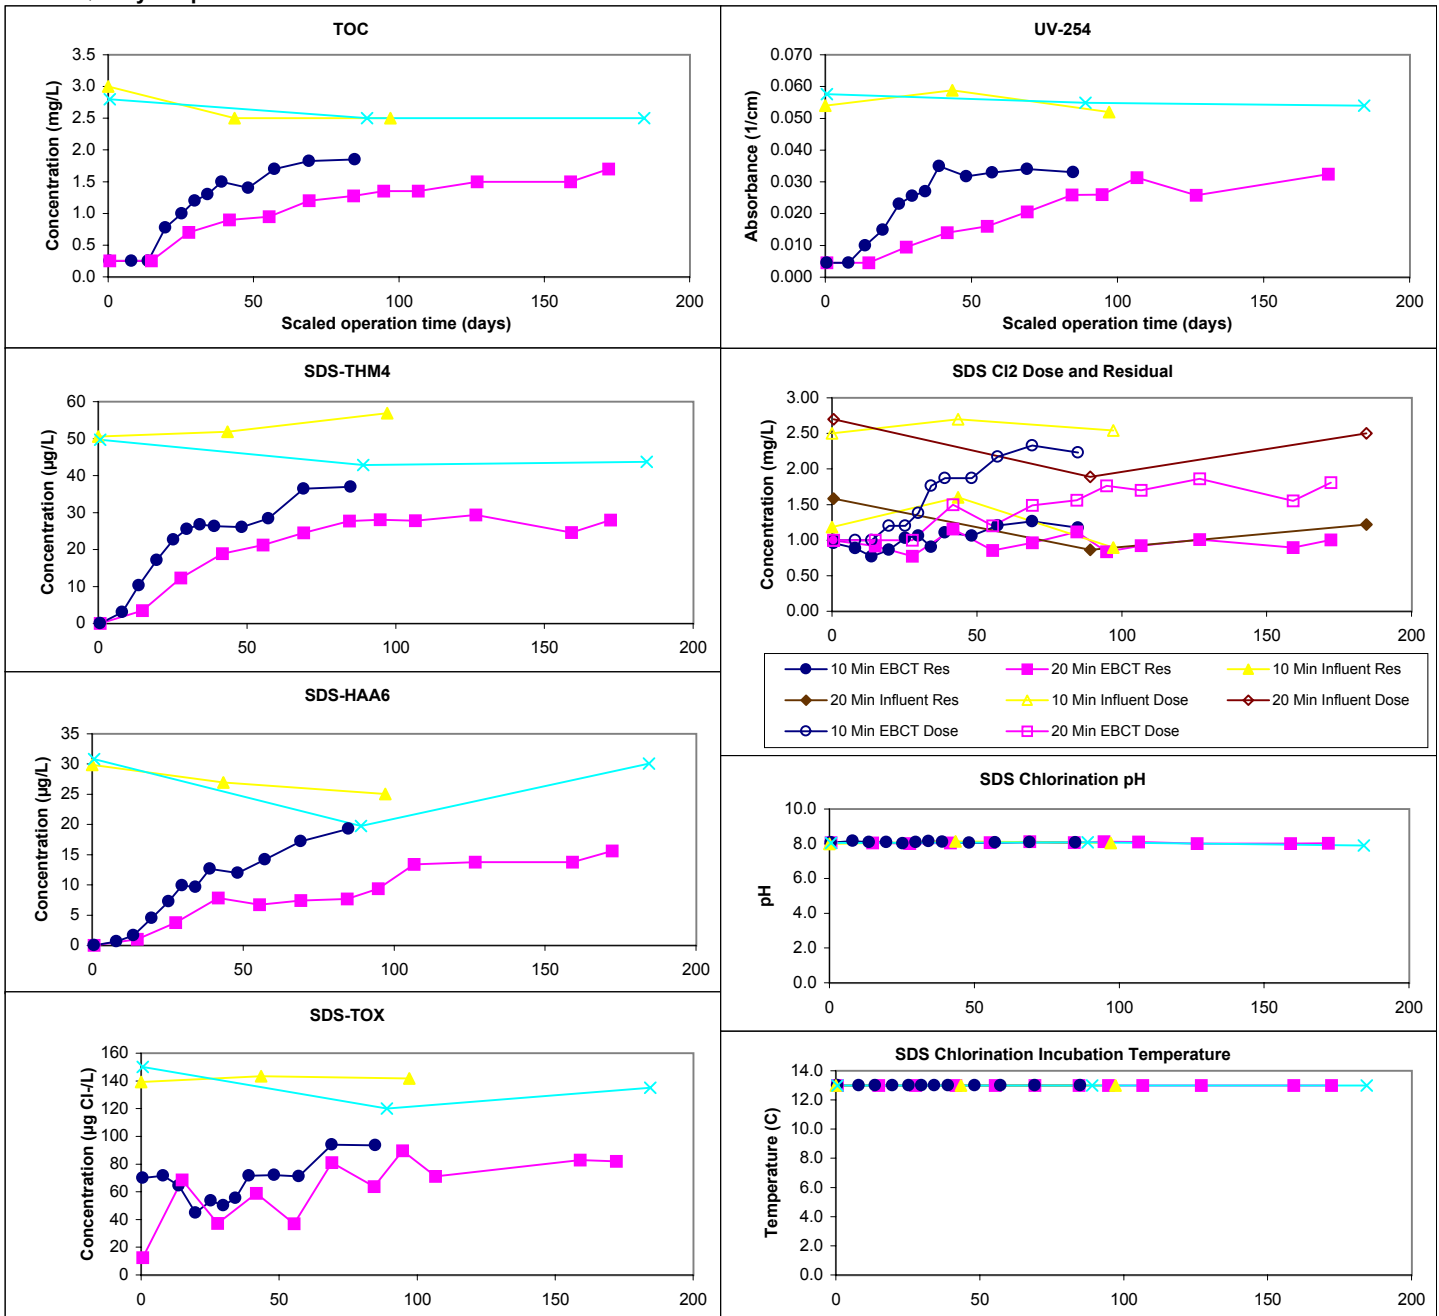 TOC
3.5
3.0
2.5
2.0
1.5
1.0
0.5
0.0
Concentration (mg/L)
0 50 100 150 200
Scaled operation time (days)
UV-254
0.070
0.060
0.050
0.040
0.030
0.020
0.010
0.000
Absorbance (1/cm)
0 50 100 150 200
Scaled operation time (days)
SDS-THM4
60
50
40
30
20
10
0
Concentration (µg/L)
0 50 100 150 200
SDS Cl2 Dose and Residual
3.00
2.50
2.00
1.50
1.00
0.50
0.00
Concentration (mg/L)
0 50 100 150 200
10 Min EBCT Res 20 Min EBCT Res 10 Min Influent Res
20 Min Influent Res 10 Min Influent Dose 20 Min Influent Dose
10 Min EBCT Dose 20 Min EBCT Dose
SDS-HAA6
35
30
25
20
15
10
5
0
Concentration (µg/L)
0 50 100 150 200
SDS Chlorination pH
10.0
8.0
6.0
4.0
2.0
0.0
pH
0 50 100 150 200
SDS-TOX
160
140
120
100
80
60
40
20
0
Concentration (µg Cl-/L)
0 50 100 150 200
SDS Chlorination Incubation Temperature
14.0
12.0
10.0
8.0
6.0
4.0
2.0
0.0
Temperature (C)
0 50 100 150 200